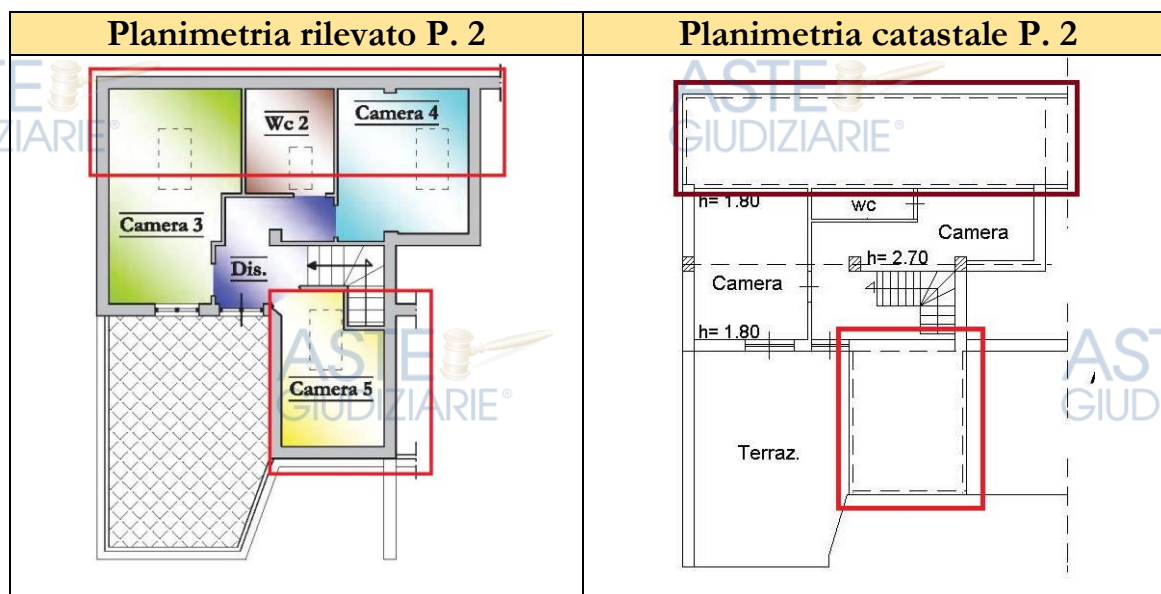 Planimetria rilevato P. 2
Planimetria catastale P. 2
ASTE
GIUDIZIARIE®
Camera 3
Wc 2
Camera 4
Dis.
Camera 5
ASTE
GIUDIZIARIE®
ASTE
GIUDIZIARIE®
h= 1.80
wc
Camera
h= 2.70
Camera
h= 1.80
Terraz.
AS
GIUD